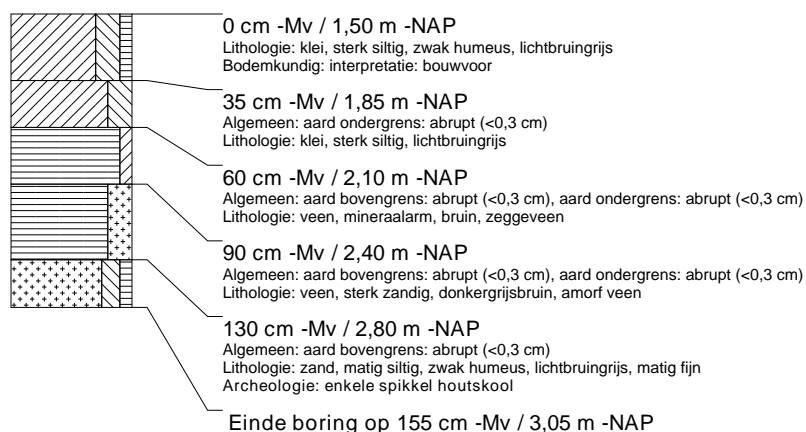 0 cm -Mv / 1,50 m -NAP
Lithologie: klei, sterk siltig, zwak humeus, lichtbruingrijs
Bodemkundig: interpretatie: bouwvoor
35 cm -Mv / 1,85 m -NAP
Algemeen: aard ondergrens: abrupt (<0,3 cm)
Lithologie: klei, sterk siltig, lichtbruingrijs
60 cm -Mv / 2,10 m -NAP
Algemeen: aard bovengrens: abrupt (<0,3 cm), aard ondergrens: abrupt (<0,3 cm)
Lithologie: veen, mineraalarm, bruin, zeggeveen
90 cm -Mv / 2,40 m -NAP
Algemeen: aard bovengrens: abrupt (<0,3 cm), aard ondergrens: abrupt (<0,3 cm)
Lithologie: veen, sterk zandig, donkergrijsbruin, amorf veen
130 cm -Mv / 2,80 m -NAP
Algemeen: aard bovengrens: abrupt (<0,3 cm)
Lithologie: zand, matig siltig, zwak humeus, lichtbruingrijs, matig fijn
Archeologie: enkele spikkel houtskool
Einde boring op 155 cm -Mv / 3,05 m -NAP